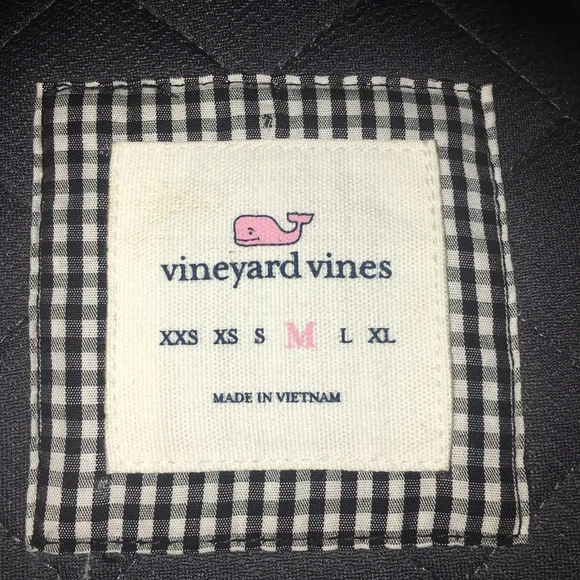 vineyard vines
XXS XS S M L XL
MADE IN VIETNAM